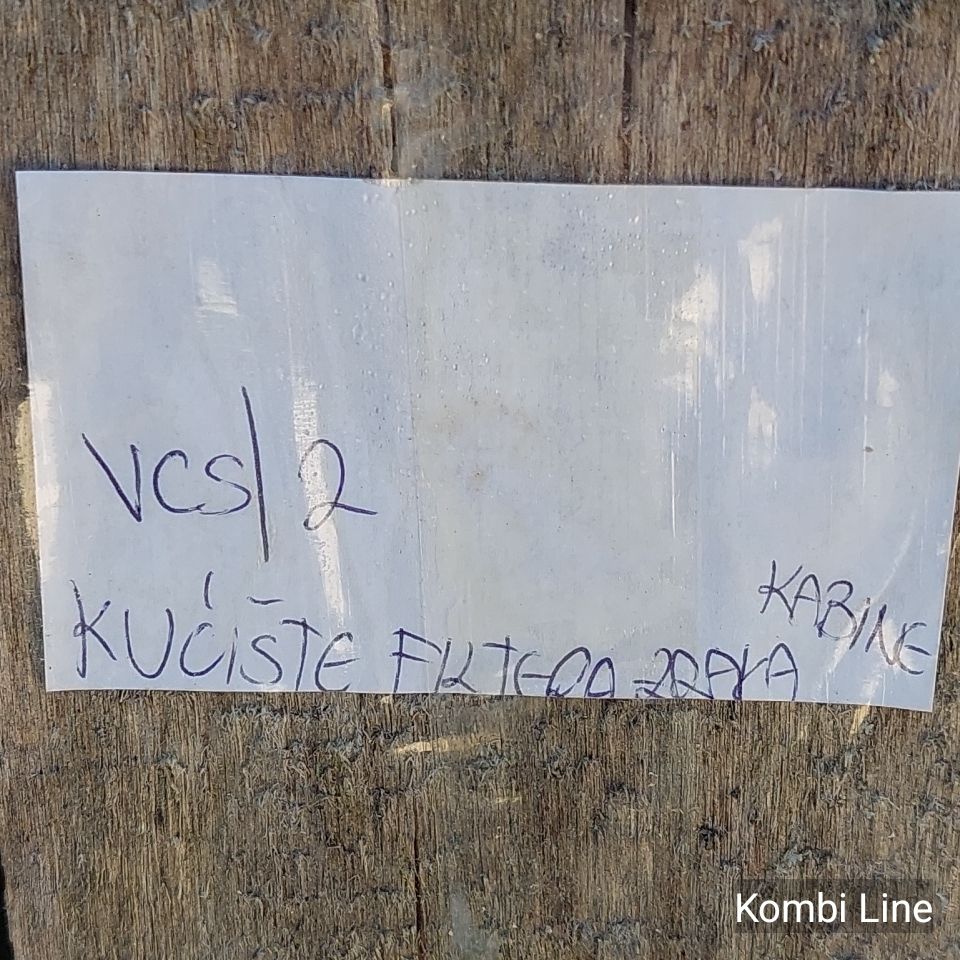 VCS/2
KUĆIŠTE FILTERA ZRAKA KABINE
Kombi Line